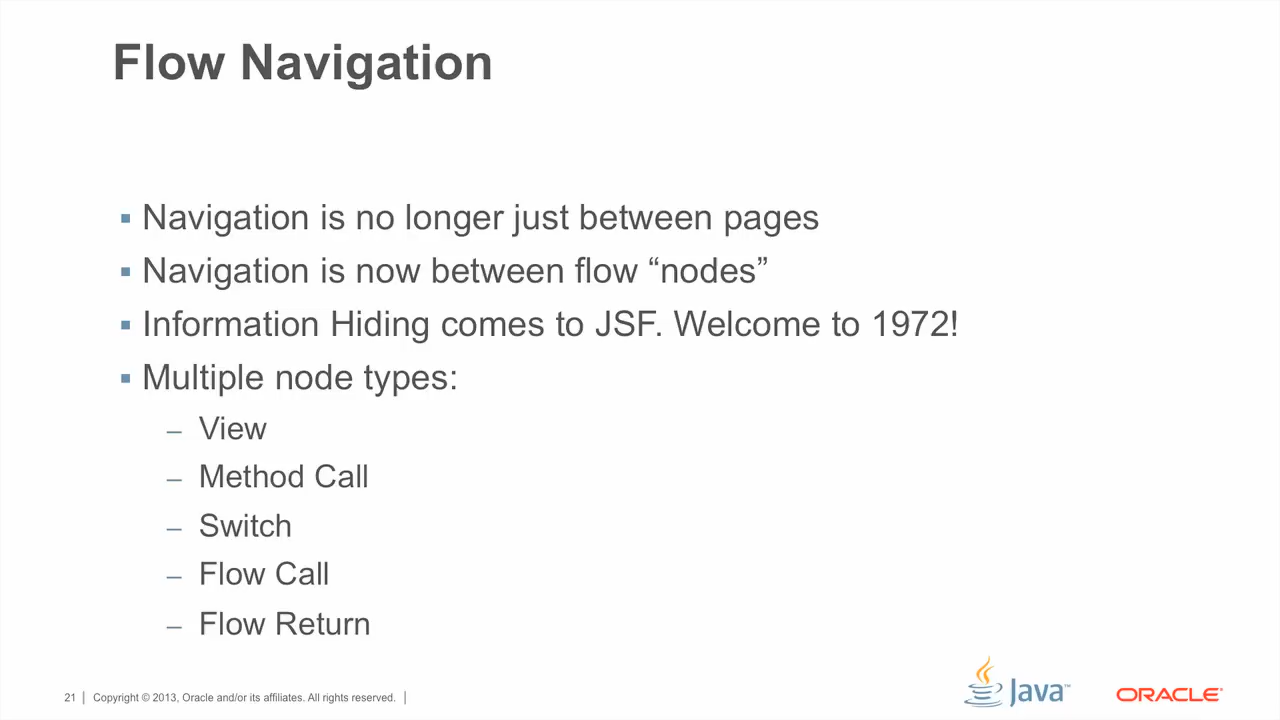 Flow Navigation
▪ Navigation is no longer just between pages
▪ Navigation is now between flow “nodes”
▪ Information Hiding comes to JSF. Welcome to 1972!
▪ Multiple node types:
– View
– Method Call
– Switch
– Flow Call
– Flow Return
21 | Copyright © 2013, Oracle and/or its affiliates. All rights reserved. |
Java™
ORACLE®